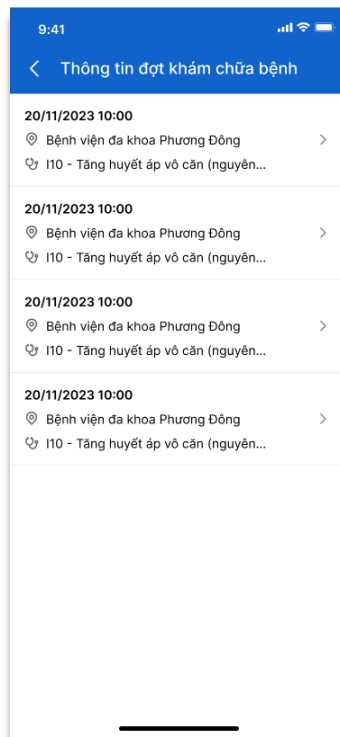 9:41
Thông tin đợt khám chữa bệnh
20/11/2023 10:00
Bệnh viện đa khoa Phương Đông
I10 - Tăng huyết áp vô căn (nguyên...
20/11/2023 10:00
Bệnh viện đa khoa Phương Đông
I10 - Tăng huyết áp vô căn (nguyên...
20/11/2023 10:00
Bệnh viện đa khoa Phương Đông
I10 - Tăng huyết áp vô căn (nguyên...
20/11/2023 10:00
Bệnh viện đa khoa Phương Đông
I10 - Tăng huyết áp vô căn (nguyên...